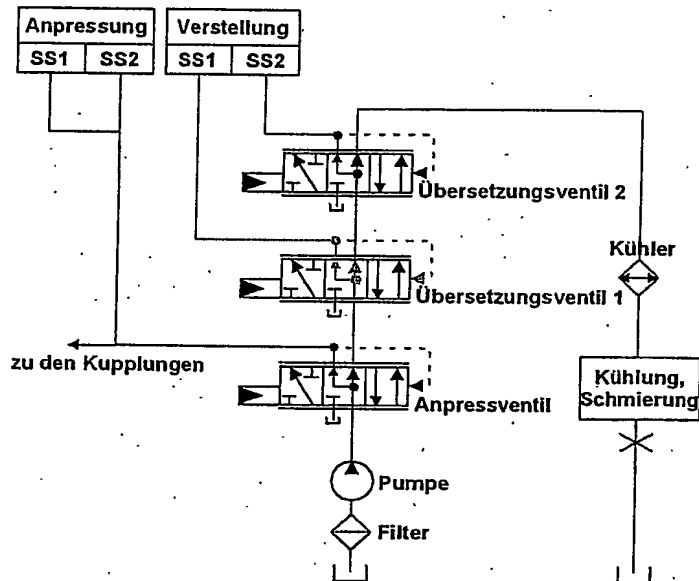 Anpressung
SS1 SS2
Verstellung
SS1 SS2
Übersetzungsventil 2
Kühler
Übersetzungsventil 1
zu den Kupplungen
Anpressventil
Kühlung,
Schmierung
Pumpe
Filter